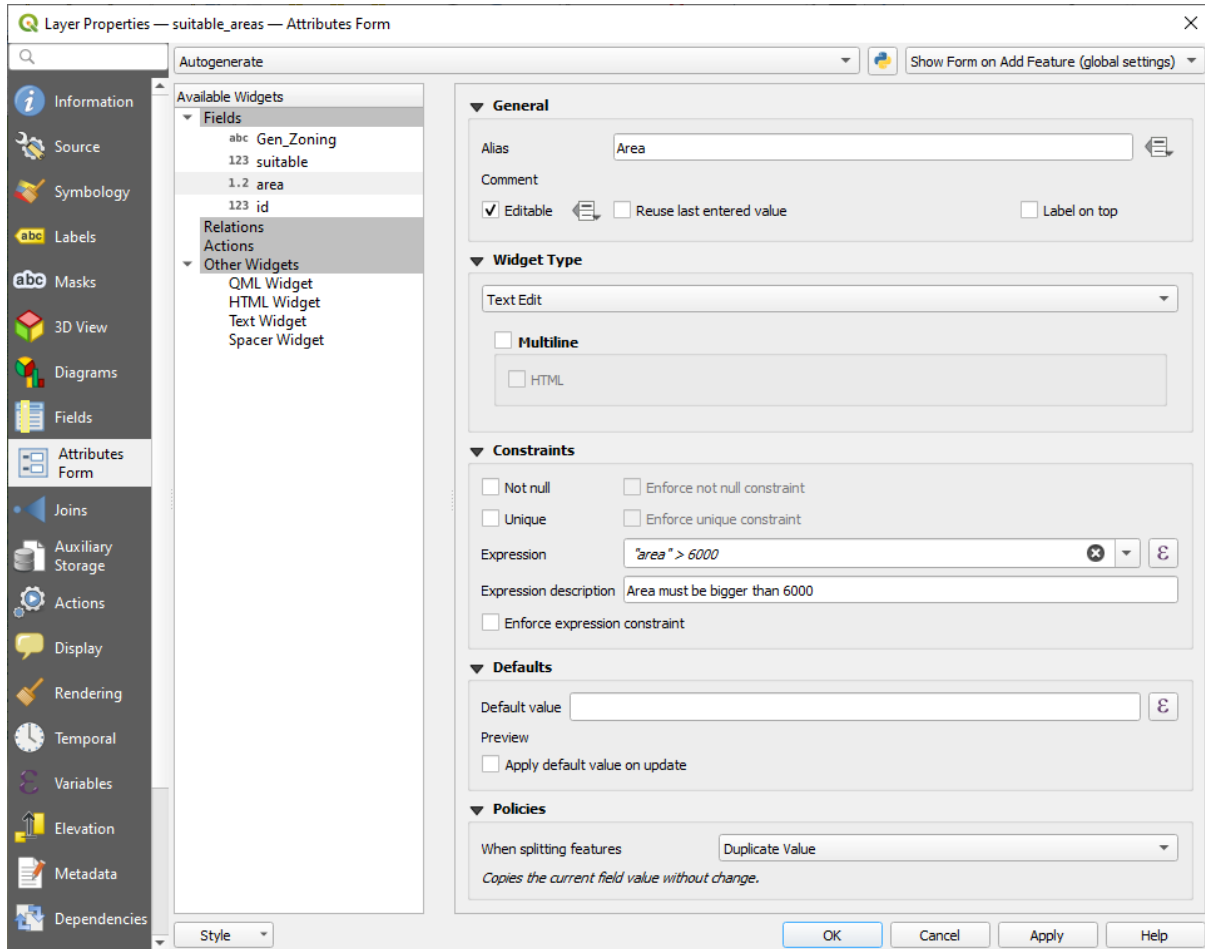 Layer Properties — suitable_areas — Attributes Form
Autogenerate
Show Form on Add Feature (global settings)
Information
Source
Symbology
abc Labels
abc Masks
3D View
Diagrams
Fields
Attributes
Form
Joins
Auxiliary
Storage
Actions
Display
Rendering
Temporal
Variables
Elevation
Metadata
Dependencies
Available Widgets
Fields
abc Gen_Zoning
123 suitable
1.2 area
123 id
Relations
Actions
Other Widgets
QML Widget
HTML Widget
Text Widget
Spacer Widget
General
Alias Area
Comment
Editable Reuse last entered value Label on top
Widget Type
Text Edit
Multiline
HTML
Constraints
Not null Enforce not null constraint
Unique Enforce unique constraint
Expression "area" > 6000 ε
Expression description Area must be bigger than 6000
Enforce expression constraint
Defaults
Default value ε
Preview
Apply default value on update
Policies
When splitting features Duplicate Value
Copies the current field value without change.
Style OK Cancel Apply Help